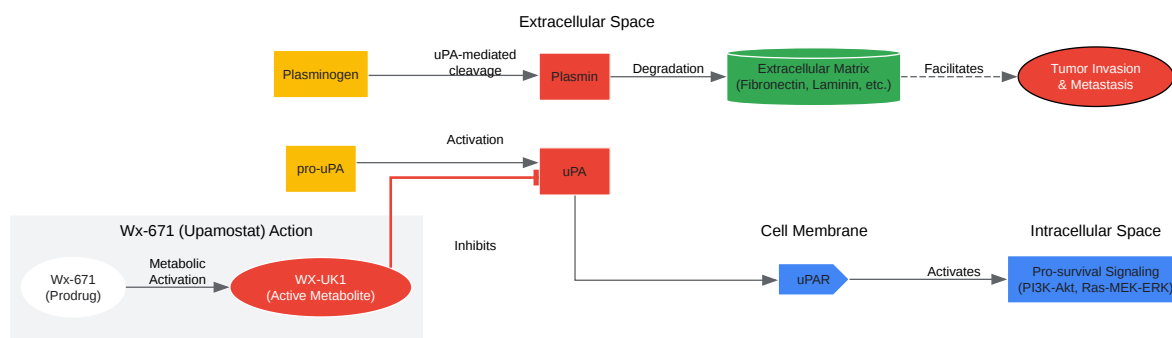 Extracellular Space
uPA-mediated
cleavage
Plasminogen
Plasmin
Degradation
Extracellular Matrix
(Fibronectin, Laminin, etc.)
Facilitates
Tumor Invasion
& Metastasis
Activation
pro-uPA
uPA
Wx-671 (Upamostat) Action
Inhibits
Cell Membrane
Intracellular Space
Wx-671
(Prodrug)
Metabolic
Activation
WX-UK1
(Active Metabolite)
uPAR
Activates
Pro-survival Signaling
(PI3K-Akt, Ras-MEK-ERK)